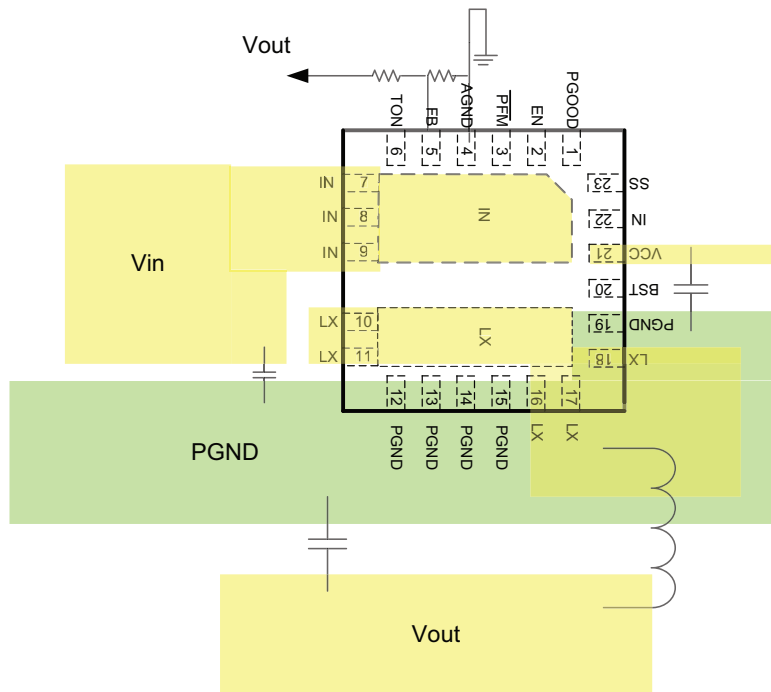 Vout
TON
FB
AGND
PFM
EN
PGOOD
6
5
4
3
2
1
IN 7
IN 8
IN 9
IN
23 SS
22 IN
21 VCC
20 BST
19 PGND
18 LX
Vin
LX 10
LX 11
LX
12
13
14
15
16
17
PGND
PGND
PGND
PGND
LX
LX
PGND
Vout